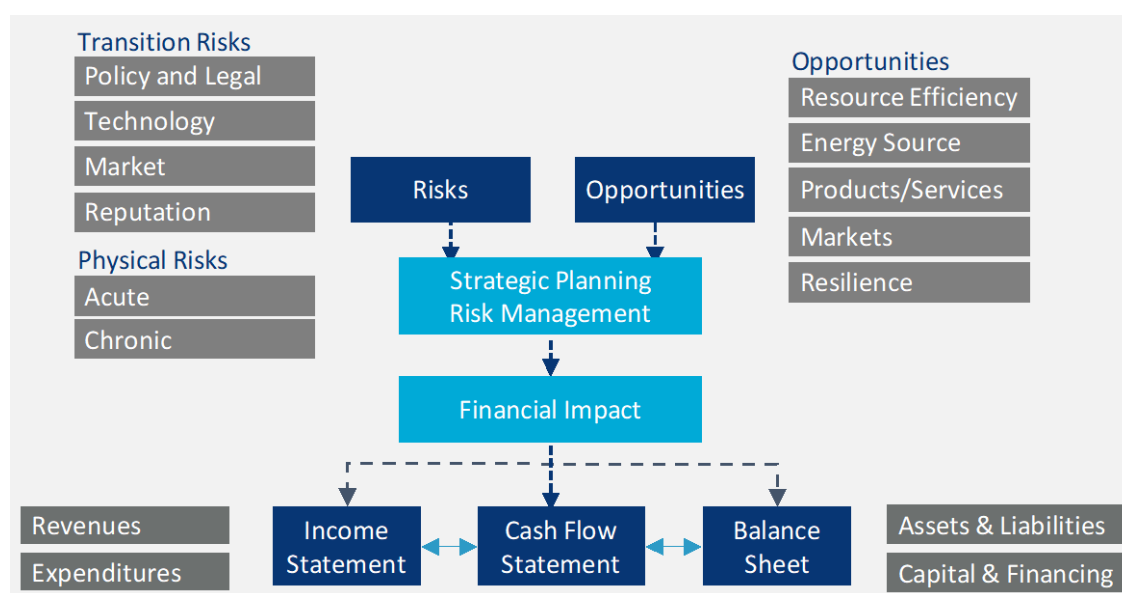 Transition Risks
Policy and Legal
Technology
Market
Reputation
Physical Risks
Acute
Chronic
Risks
Opportunities
Opportunities
Resource Efficiency
Energy Source
Products/Services
Markets
Resilience
Strategic Planning
Risk Management
Financial Impact
Revenues
Expenditures
Income
Statement
Cash Flow
Statement
Balance
Sheet
Assets & Liabilities
Capital & Financing